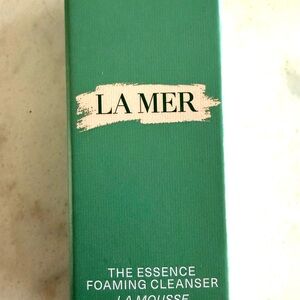 LA MER
THE ESSENCE
FOAMING CLEANSER
LA MOUSSE